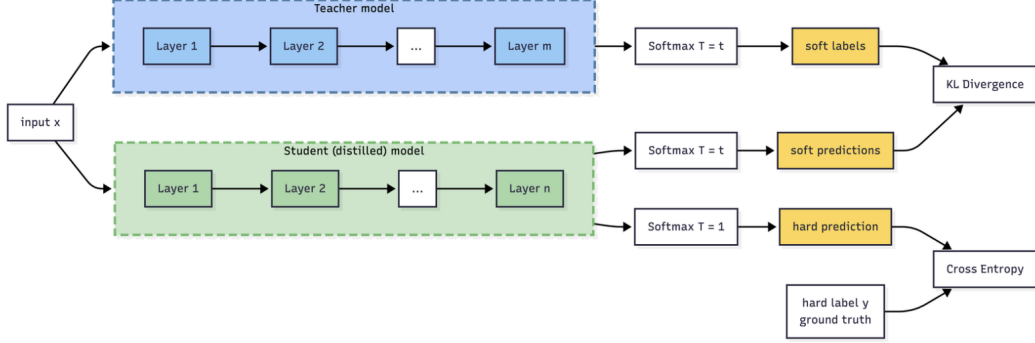 Teacher model
Layer 1
Layer 2
...
Layer m
Softmax T = t
soft labels
KL Divergence
input x
Student (distilled) model
Layer 1
Layer 2
...
Layer n
Softmax T = t
soft predictions
Softmax T = 1
hard prediction
Cross Entropy
hard label y
ground truth